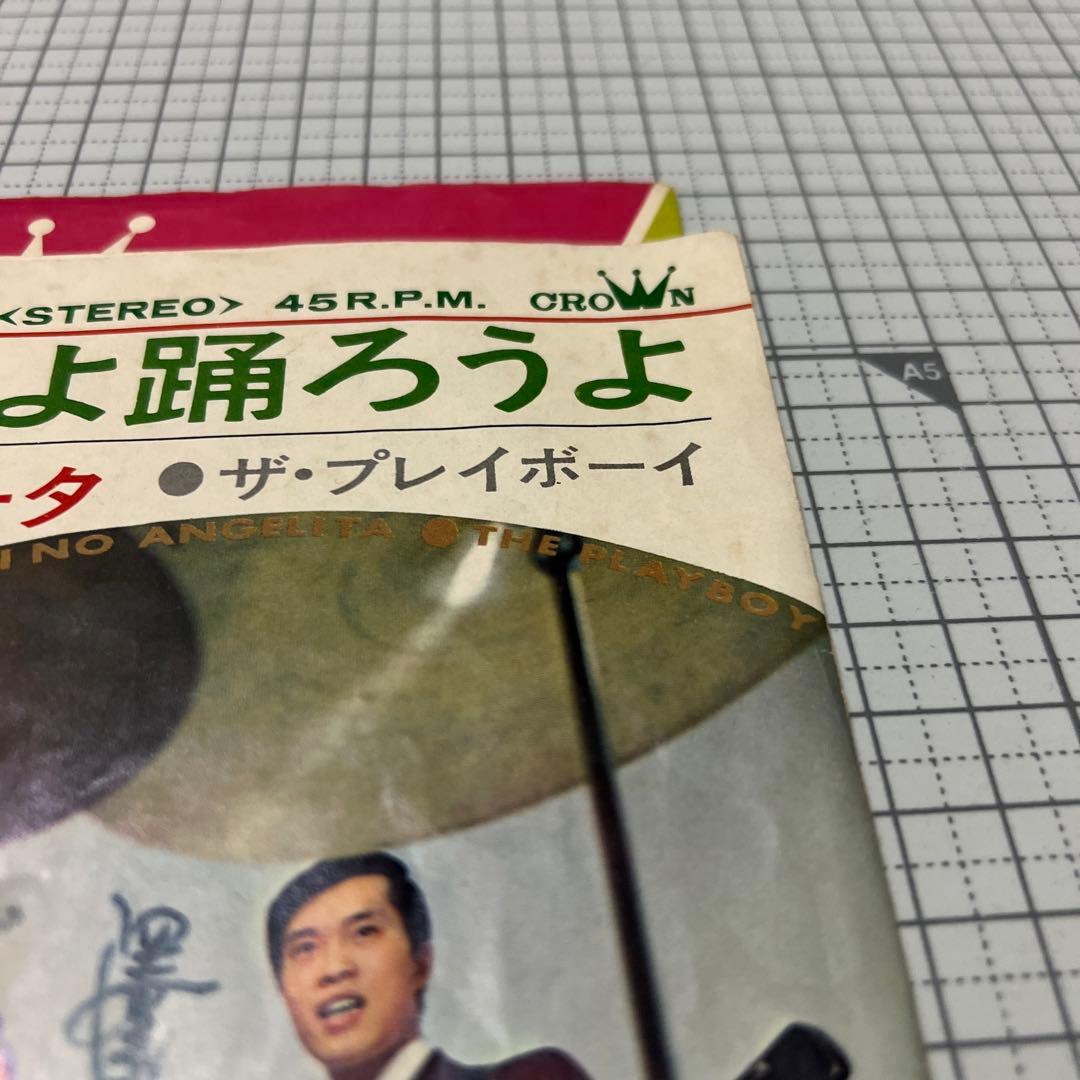 <STEREO> 45R.P.M. CROWN
よ踊ろうよ
ータ ●ザ・プレイボーイ
NO ANGELITA ● THE PLAYBOY
A5